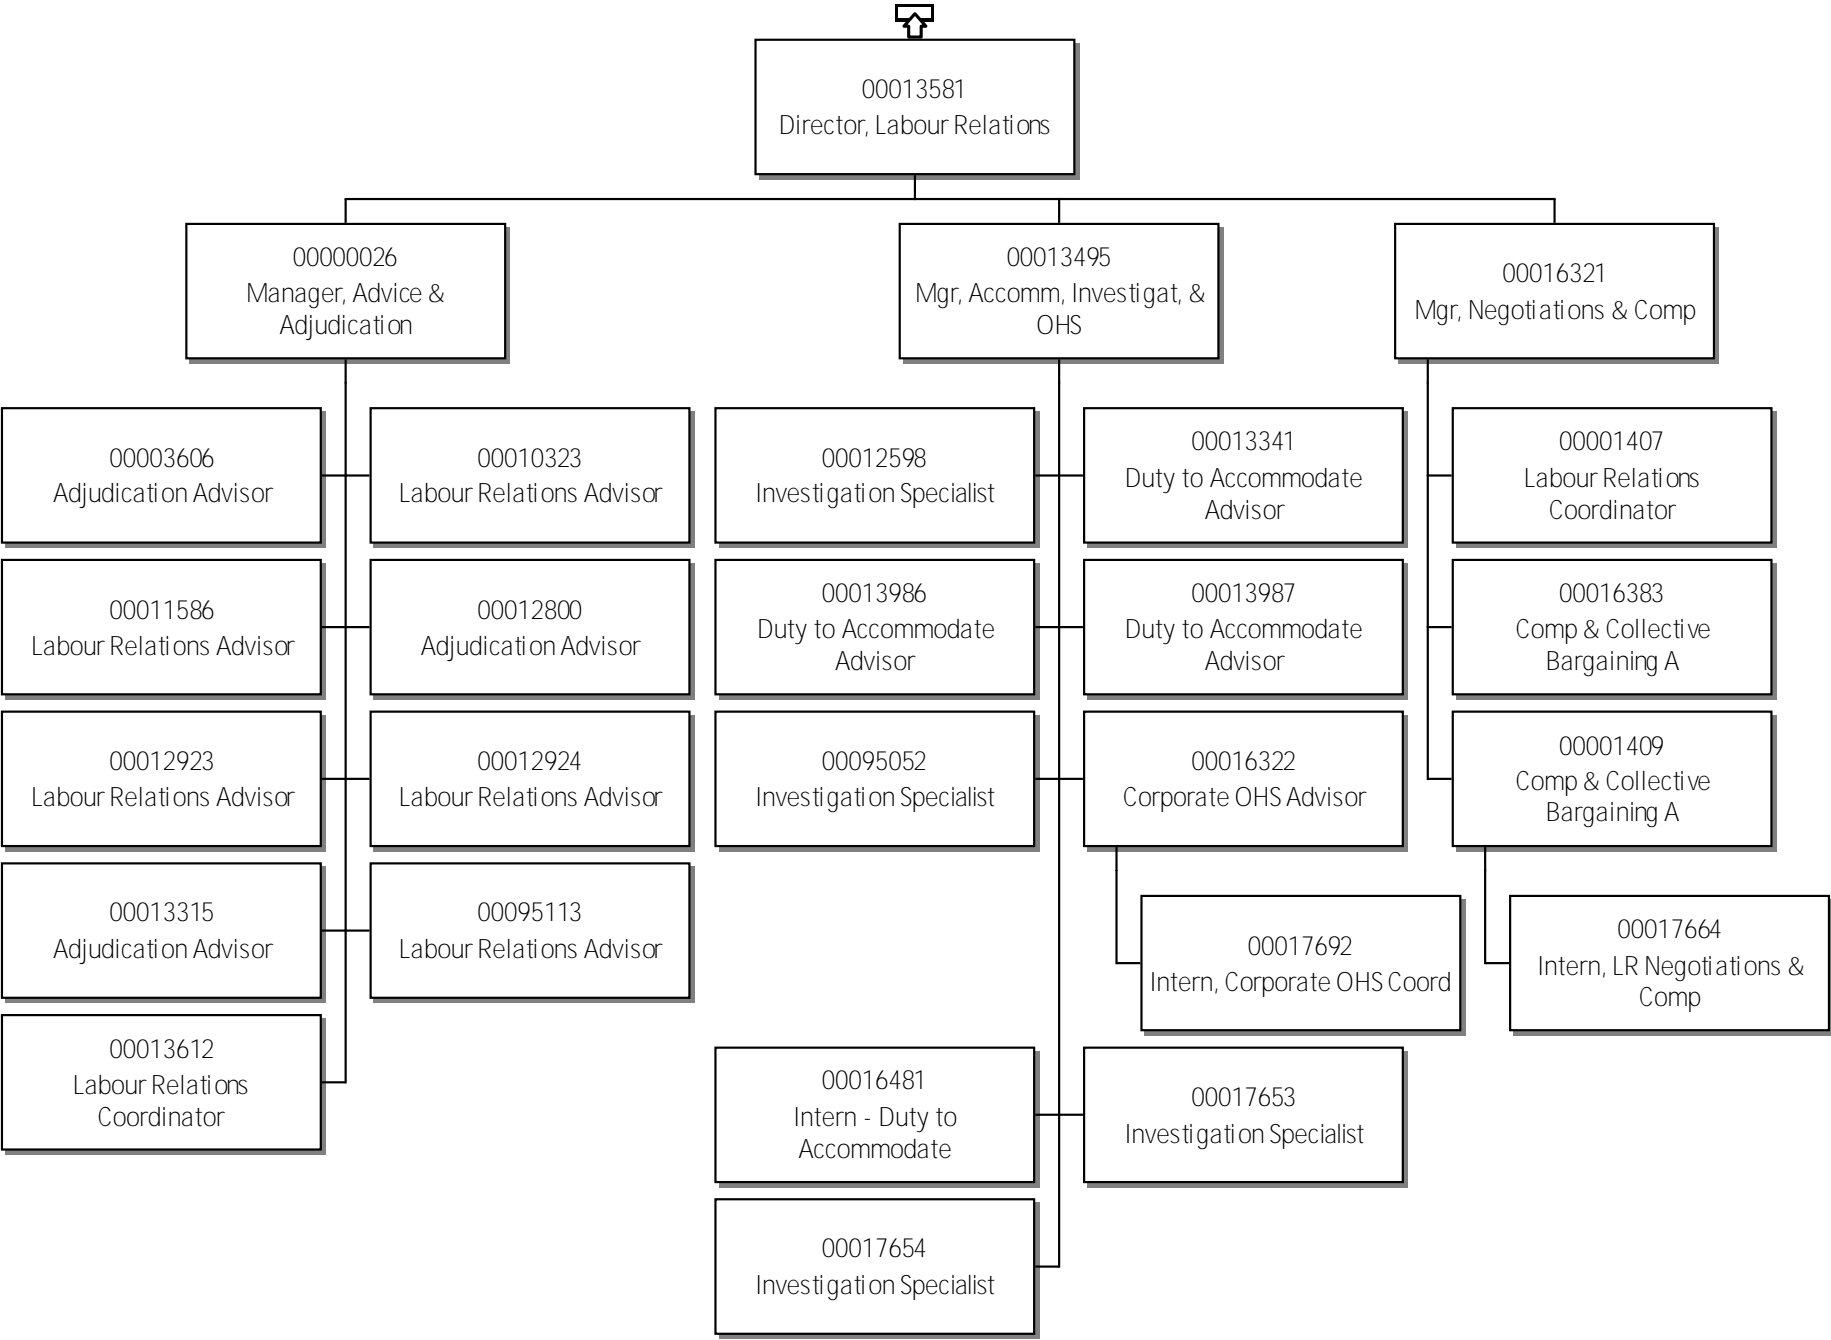 00013581
Director, Labour Relations
00000026
Manager, Advice &
Adjudication
00013495
Mgr, Accomm, Investigat, &
OHS
00016321
Mgr, Negotiations & Comp
00003606
Adjudication Advisor
00010323
Labour Relations Advisor
00011586
Labour Relations Advisor
00012800
Adjudication Advisor
00012923
Labour Relations Advisor
00012924
Labour Relations Advisor
00013315
Adjudication Advisor
00095113
Labour Relations Advisor
00013612
Labour Relations
Coordinator
00012598
Investigation Specialist
00013341
Duty to Accommodate
Advisor
00013986
Duty to Accommodate
Advisor
00013987
Duty to Accommodate
Advisor
00095052
Investigation Specialist
00016322
Corporate OHS Advisor
00017692
Intern, Corporate OHS Coord
00016481
Intern - Duty to
Accommodate
00017653
Investigation Specialist
00017654
Investigation Specialist
00001407
Labour Relations
Coordinator
00016383
Comp & Collective
Bargaining A
00001409
Comp & Collective
Bargaining A
00017664
Intern, LR Negotiations &
Comp